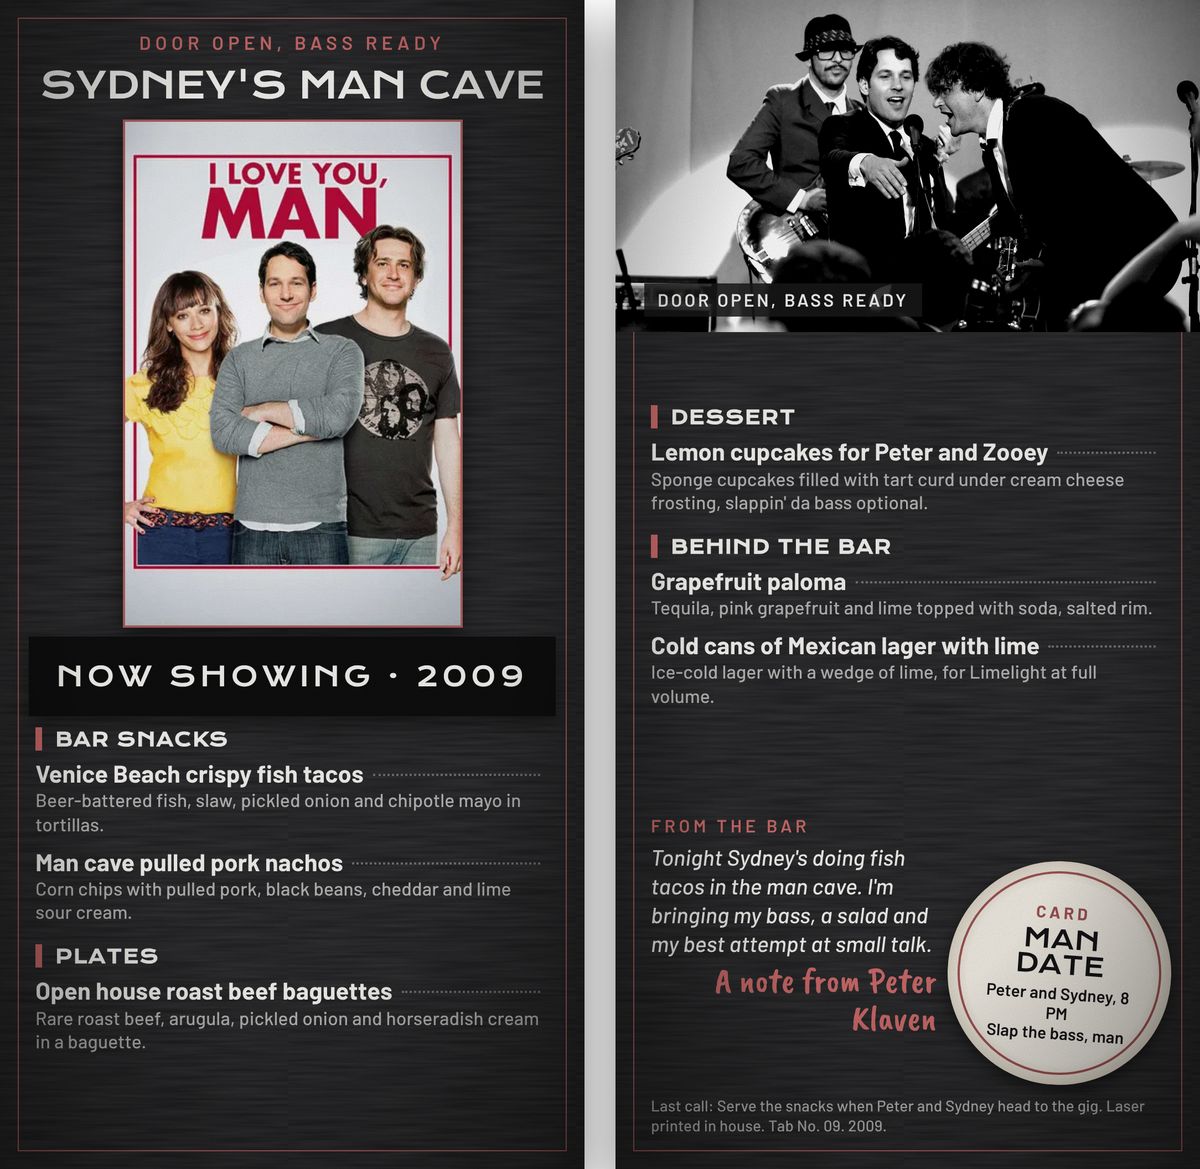 DOOR OPEN, BASS READY
SYDNEY'S MAN CAVE
I LOVE YOU,
MAN
NOW SHOWING · 2009
BAR SNACKS
Venice Beach crispy fish tacos
Beer-battered fish, slaw, pickled onion and chipotle mayo in
tortillas.
Man cave pulled pork nachos
Corn chips with pulled pork, black beans, cheddar and lime
sour cream.
PLATES
Open house roast beef baguettes
Rare roast beef, arugula, pickled onion and horseradish cream
in a baguette.
DOOR OPEN, BASS READY
DESSERT
Lemon cupcakes for Peter and Zooey
Sponge cupcakes filled with tart curd under cream cheese
frosting, slappin' da bass optional.
BEHIND THE BAR
Grapefruit paloma
Tequila, pink grapefruit and lime topped with soda, salted rim.
Cold cans of Mexican lager with lime
Ice-cold lager with a wedge of lime, for Limelight at full
volume.
FROM THE BAR
Tonight Sydney's doing fish
tacos in the man cave. I'm
bringing my bass, a salad and
my best attempt at small talk.
A note from Peter
Klaven
CARD
MAN
DATE
Peter and Sydney, 8
PM
Slap the bass, man
Last call: Serve the snacks when Peter and Sydney head to the gig. Laser
printed in house. Tab No. 09. 2009.